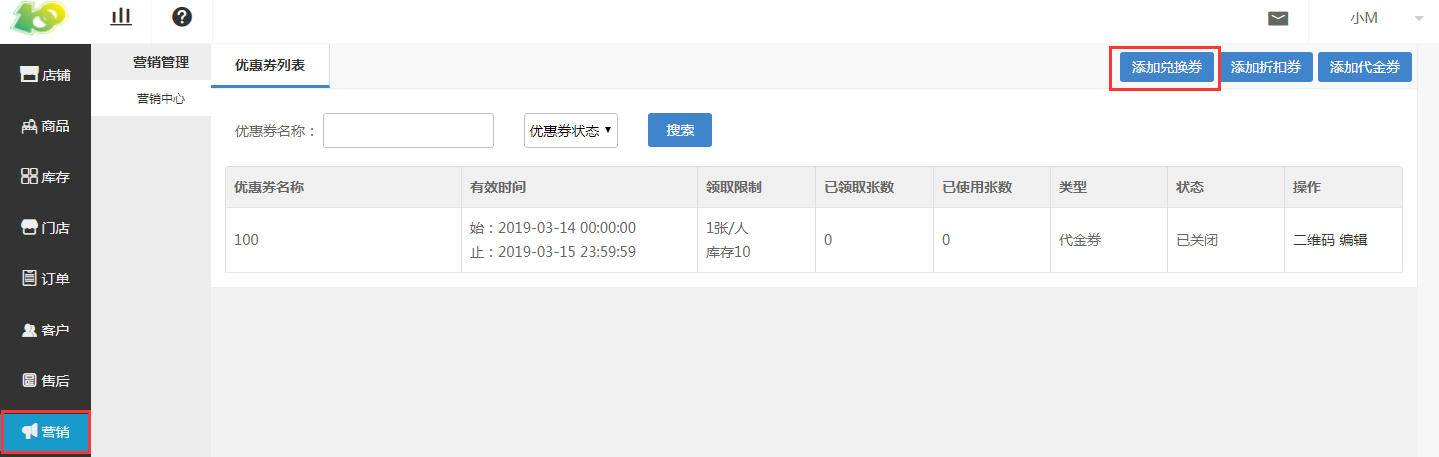 小M
店铺
商品
库存
门店
订单
客户
售后
营销
营销管理
营销中心
优惠券列表
添加兑换券 添加折扣券 添加代金券
优惠券名称： 优惠券状态 搜索
优惠券名称 有效时间 领取限制 已领取张数 已使用张数 类型 状态 操作
100 始：2019-03-14 00:00:00 1张/人 0 0 代金券 已关闭 二维码 编辑
止：2019-03-15 23:59:59 库存10